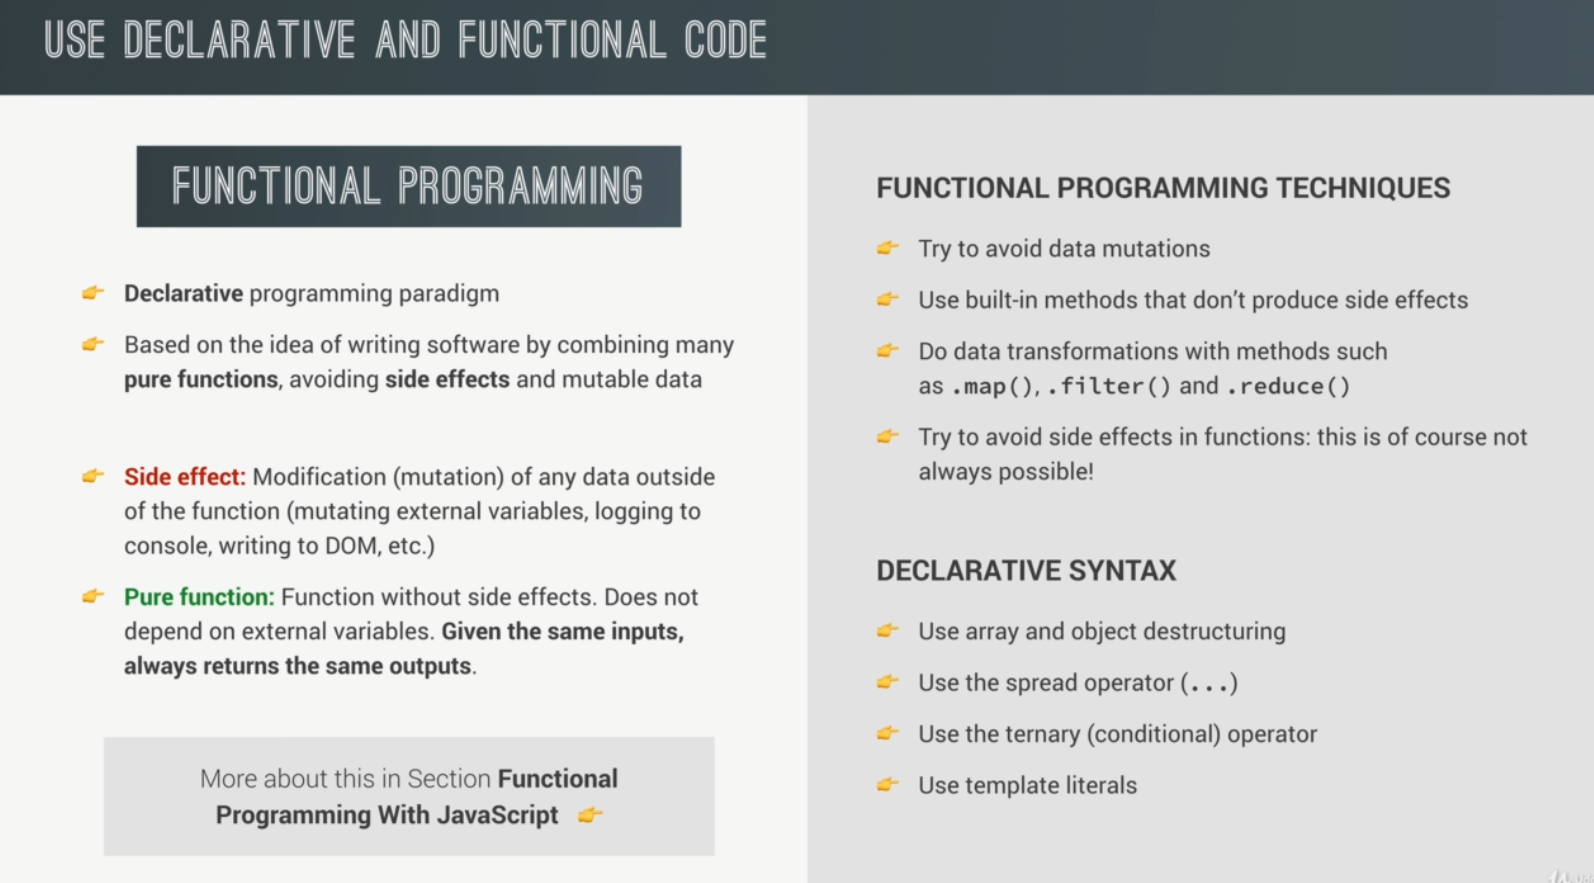 USE DECLARATIVE AND FUNCTIONAL CODE
FUNCTIONAL PROGRAMMING
👉 Declarative programming paradigm
👉 Based on the idea of writing software by combining many
pure functions, avoiding side effects and mutable data
👉 Side effect: Modification (mutation) of any data outside
of the function (mutating external variables, logging to
console, writing to DOM, etc.)
👉 Pure function: Function without side effects. Does not
depend on external variables. Given the same inputs,
always returns the same outputs.
More about this in Section Functional
Programming With JavaScript 👉
FUNCTIONAL PROGRAMMING TECHNIQUES
👉 Try to avoid data mutations
👉 Use built-in methods that don’t produce side effects
👉 Do data transformations with methods such
as .map(), .filter() and .reduce()
👉 Try to avoid side effects in functions: this is of course not
always possible!
DECLARATIVE SYNTAX
👉 Use array and object destructuring
👉 Use the spread operator (...)
👉 Use the ternary (conditional) operator
👉 Use template literals